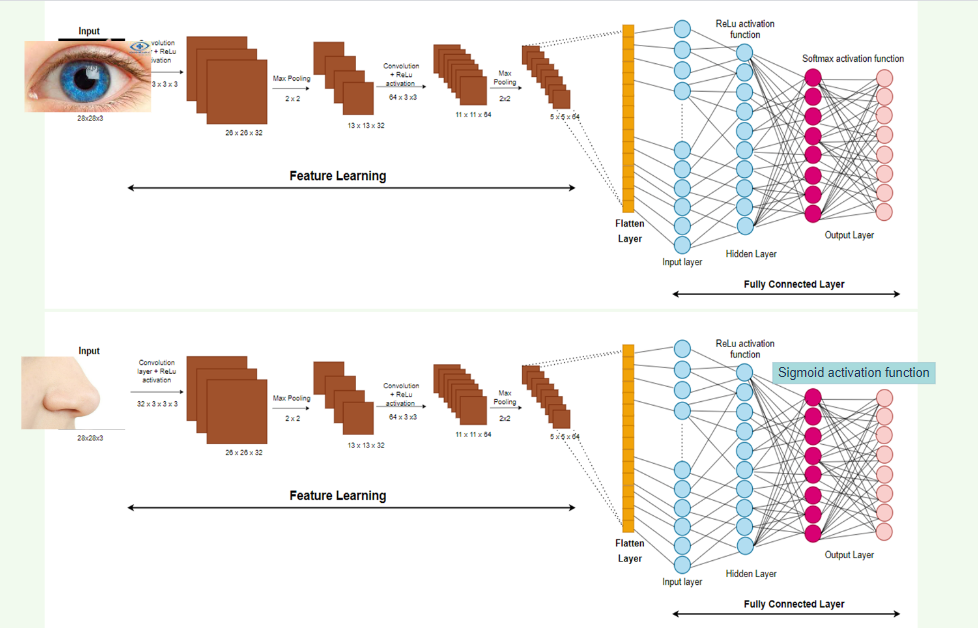 Input
volution
+ ReLu
ivation
3 x 3 x 3
28x28x3
26 x 26 x 32
Max Pooling
2 x 2
13 x 13 x 32
Convolution
+ ReLu
activation
64 x 3 x3
11 x 11 x 64
Max
Pooling
2x2
5 x 5 x 64
Feature Learning
Flatten
Layer
Input layer
ReLu activation
function
Hidden Layer
Softmax activation function
Output Layer
Fully Connected Layer
Input
28x28x3
Convolution
layer + ReLu
activation
32 x 3 x 3 x 3
26 x 26 x 32
Max Pooling
2 x 2
13 x 13 x 32
Convolution
+ ReLu
activation
64 x 3 x3
11 x 11 x 64
Max
Pooling
2x2
5 x 5 x 64
Feature Learning
Flatten
Layer
Input layer
ReLu activation
function
Hidden Layer
Sigmoid activation function
Output Layer
Fully Connected Layer